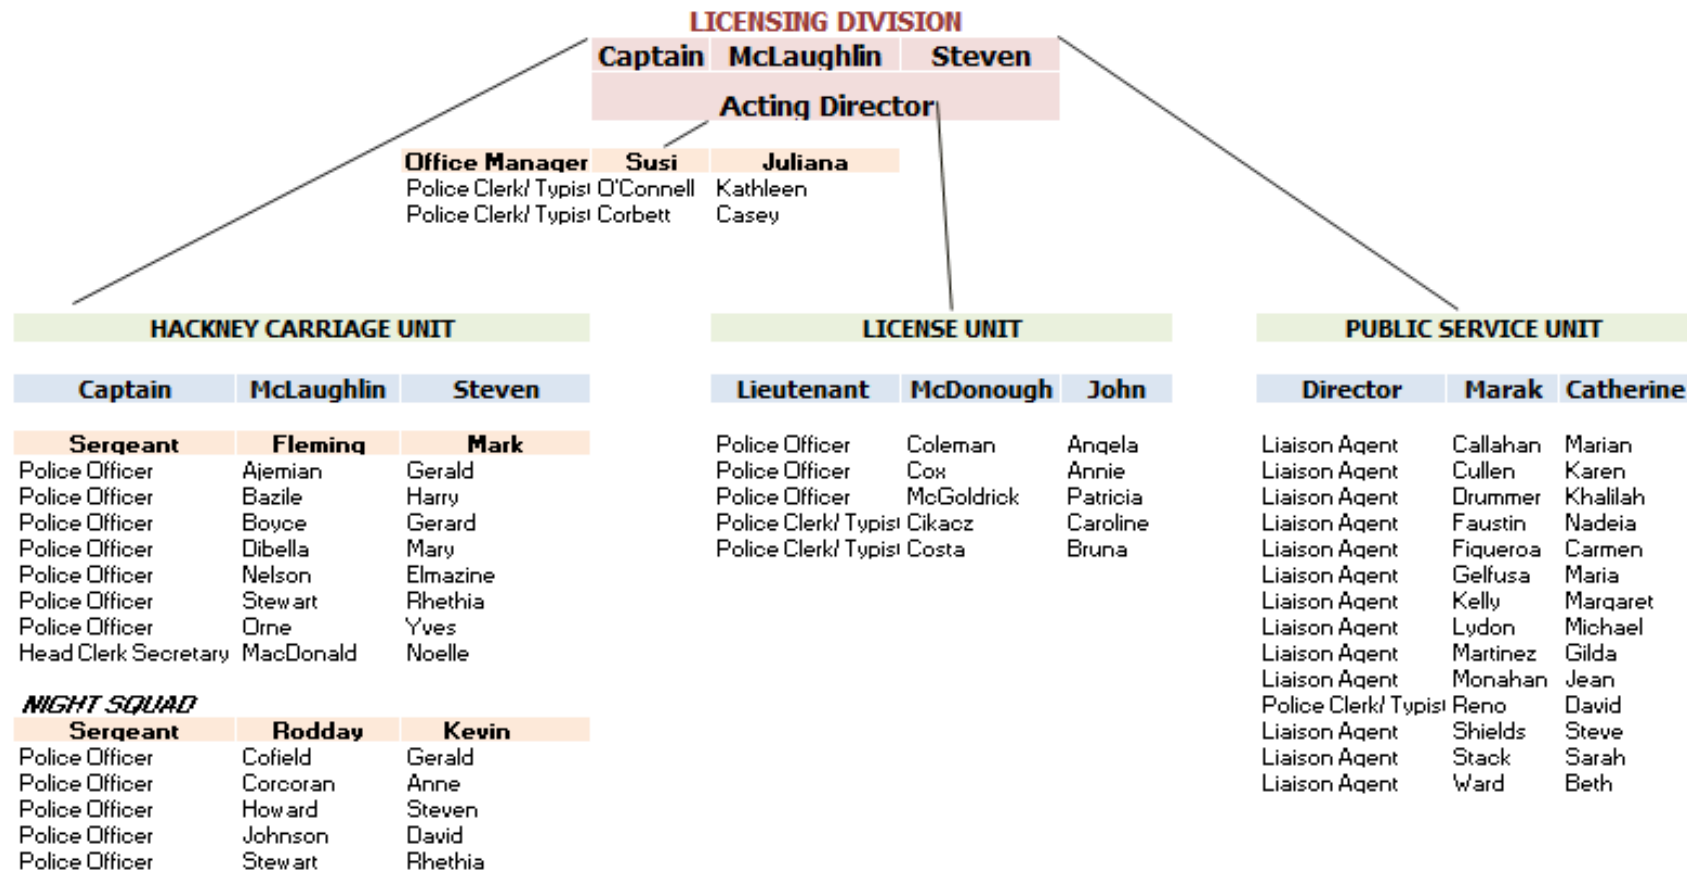 LICENSING DIVISION
Captain McLaughlin Steven
Acting Director
Office Manager Susi Juliana
Police Clerk/ Typist O'Connell Kathleen
Police Clerk/ Typist Corbett Casey
HACKNEY CARRIAGE UNIT
Captain McLaughlin Steven
Sergeant Fleming Mark
Police Officer Ajemian Gerald
Police Officer Bazile Harry
Police Officer Boyce Gerard
Police Officer Dibella Mary
Police Officer Nelson Elmazine
Police Officer Stewart Rhethia
Police Officer Orne Yves
Head Clerk Secretary MacDonald Noelle
NIGHT SQUAD
Sergeant Rodday Kevin
Police Officer Cofield Gerald
Police Officer Corcoran Anne
Police Officer Howard Steven
Police Officer Johnson David
Police Officer Stewart Rhethia
LICENSE UNIT
Lieutenant McDonough John
Police Officer Coleman Angela
Police Officer Cox Annie
Police Officer McGoldrick Patricia
Police Clerk/ Typist Cikacz Caroline
Police Clerk/ Typist Costa Bruna
PUBLIC SERVICE UNIT
Director Marak Catherine
Liaison Agent Callahan Marian
Liaison Agent Cullen Karen
Liaison Agent Drummer Khalilah
Liaison Agent Faustin Nadeia
Liaison Agent Figueroa Carmen
Liaison Agent Gelfusa Maria
Liaison Agent Kelly Margaret
Liaison Agent Lydon Michael
Liaison Agent Martinez Gilda
Liaison Agent Monahan Jean
Police Clerk/ Typist Reno David
Liaison Agent Shields Steve
Liaison Agent Stack Sarah
Liaison Agent Ward Beth